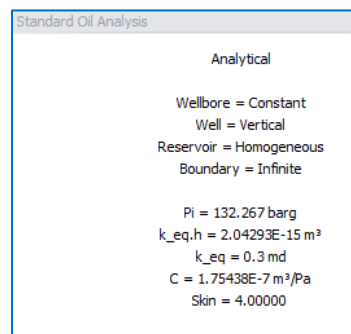 Standard Oil Analysis
Analytical
Wellbore = Constant
Well = Vertical
Reservoir = Homogeneous
Boundary = Infinite
Pi = 132.267 barg
k_eq.h = 2.04293E-15 m³
k_eq = 0.3 md
C = 1.75438E-7 m³/Pa
Skin = 4.00000